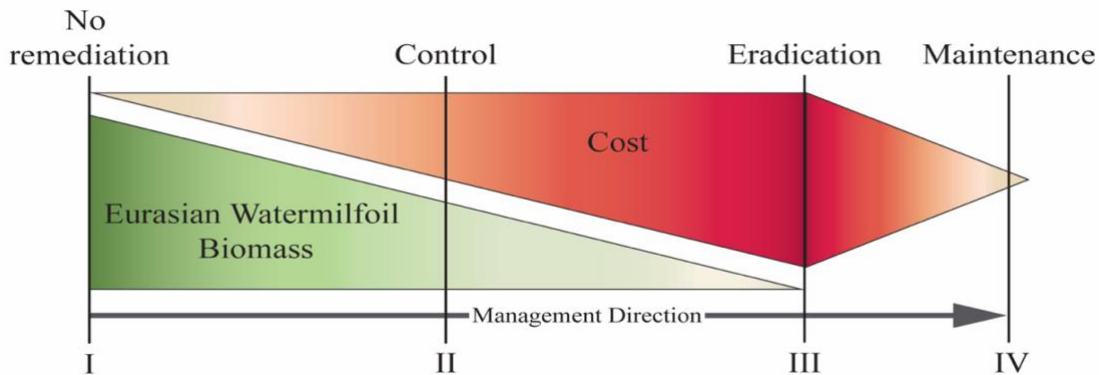 No
remediation
Control
Eradication
Maintenance
Cost
Eurasian Watermilfoil
Biomass
Management Direction
I
II
III
IV